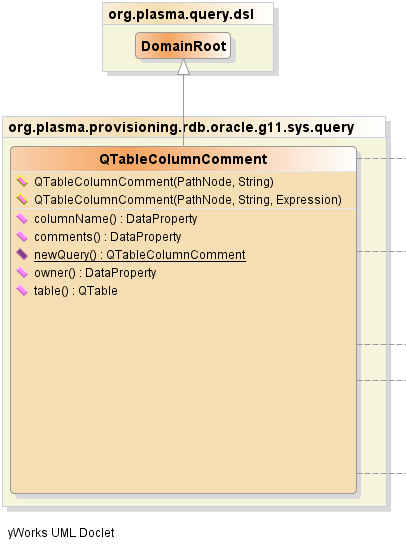 org.plasma.query.dsl
DomainRoot
org.plasma.provisioning.rdb.oracle.g11.sys.query
QTableColumnComment
QTableColumnComment(PathNode, String)
QTableColumnComment(PathNode, String, Expression)
columnName() : DataProperty
comments() : DataProperty
newQuery() : QTableColumnComment
owner() : DataProperty
table() : QTable
yWorks UML Doclet